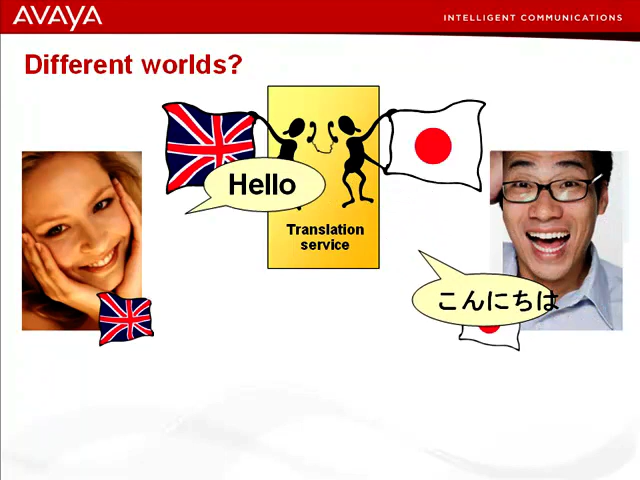 AVAYA
INTELLIGENT COMMUNICATIONS
Different worlds?
Hello
Translation
service
こんにちは